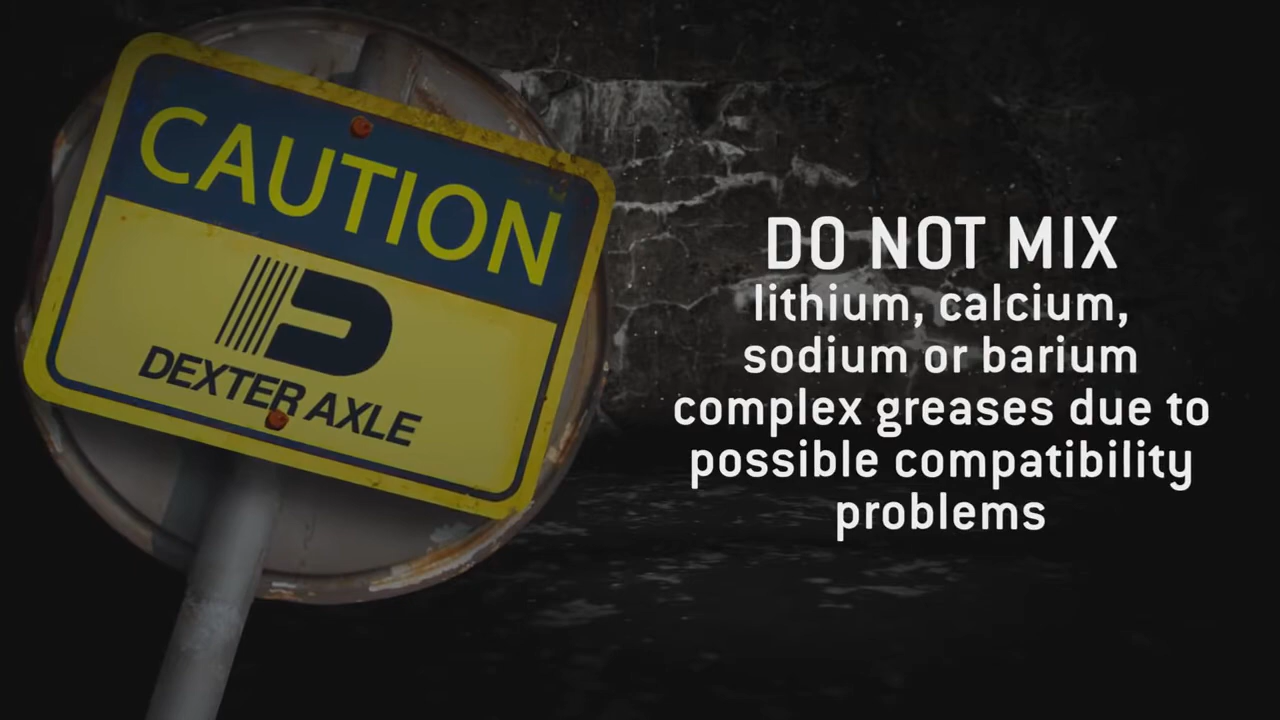 CAUTION
DEXTER AXLE
DO NOT MIX
lithium, calcium,
sodium or barium
complex greases due to
possible compatibility
problems